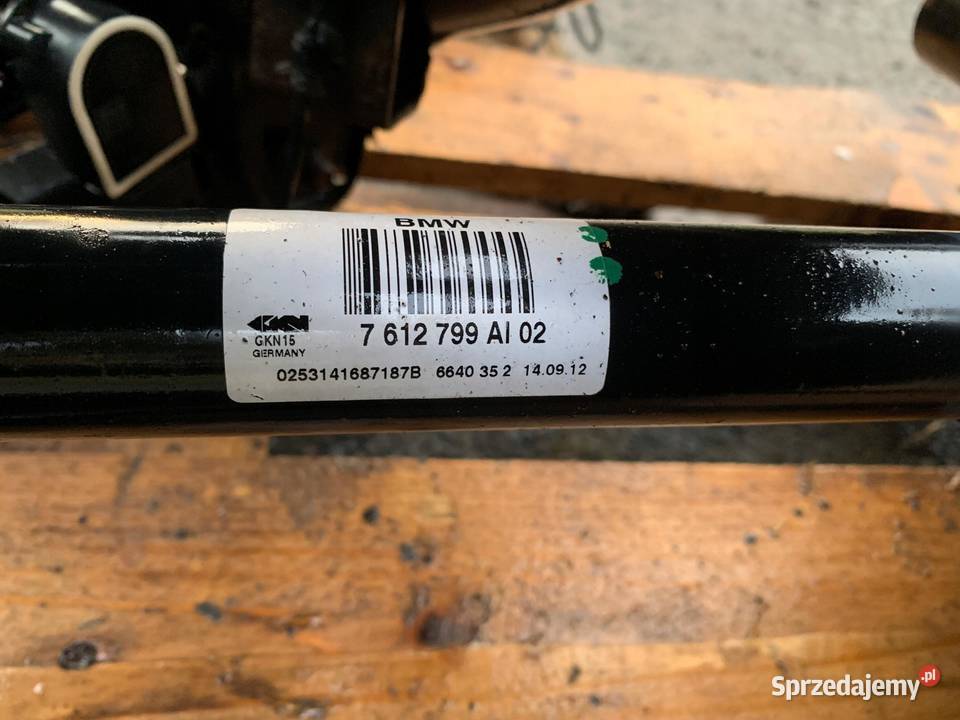 BMW
GKN
GKN15
7 612 799 AI 02
GERMANY
0253141687187B 6640 35 2 14.09.12
Sprzedajemy.pl